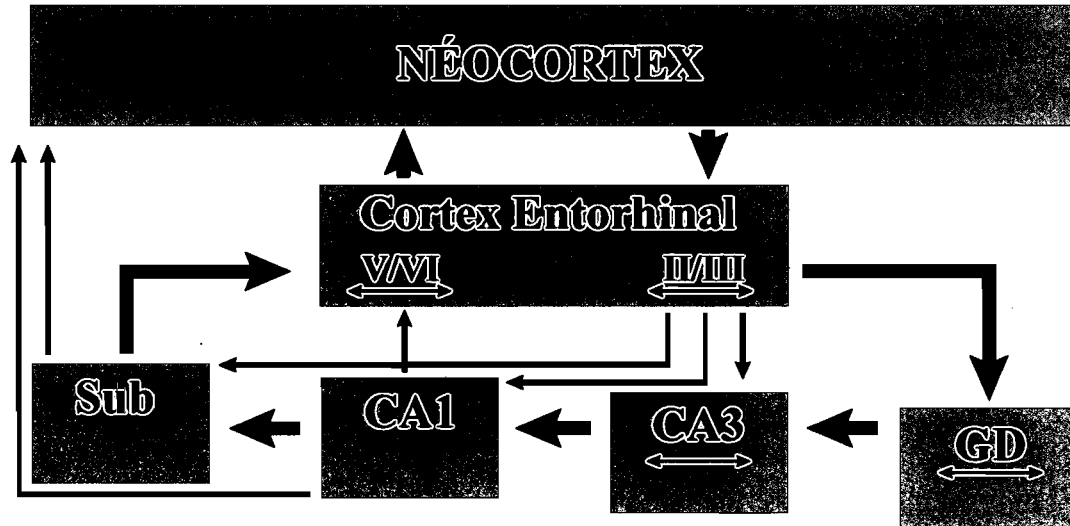 NÉOCORTEX
Cortex Entorhinal
V/VI
II/III
Sub
CA1
CA3
GD